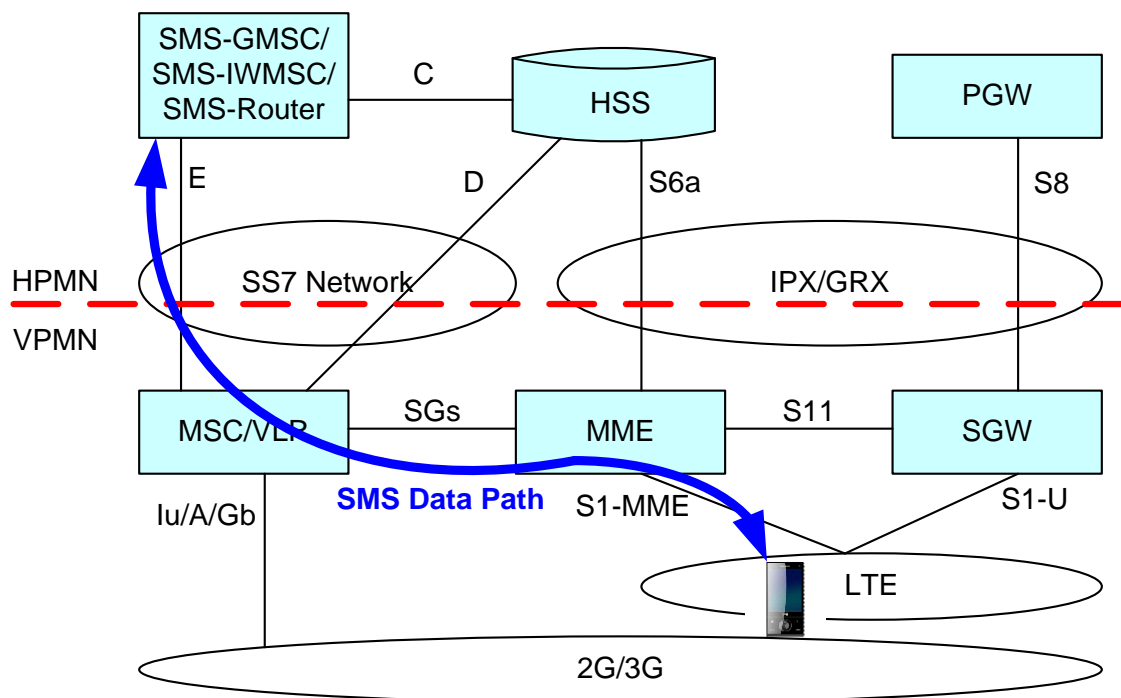 SMS-GMSC/
SMS-IWMSC/
SMS-Router
C
HSS
PGW
E
D
S6a
S8
HPMN
SS7 Network
IPX/GRX
VPMN
MSC/VLR
SGs
MME
S11
SGW
SMS Data Path
Iu/A/Gb
S1-MME
S1-U
LTE
2G/3G